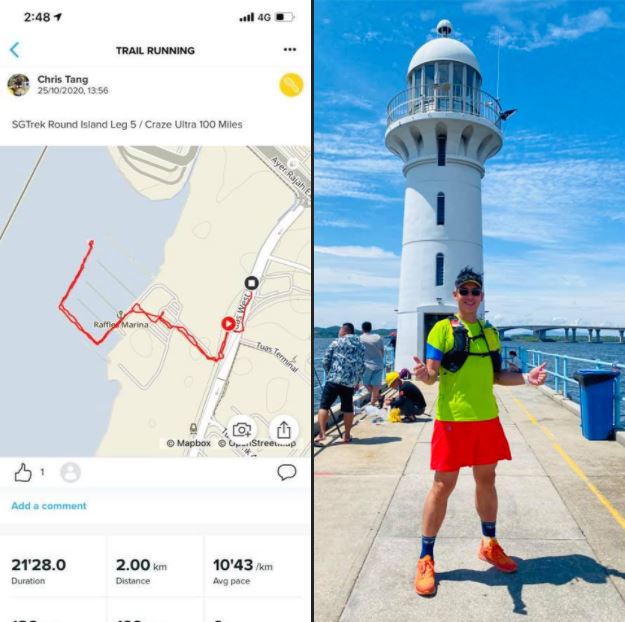 2:48
4G
TRAIL RUNNING
Chris Tang
25/10/2020, 13:56
SGTrek Round Island Leg 5 / Craze Ultra 100 Miles
Ayer Rajah E
Raffles Marina
Tuas West
Tuas Terminal
© Mapbox © OpenStreetMap
1
Add a comment
21'28.0
2.00 km
10'43 /km
Duration
Distance
Avg pace